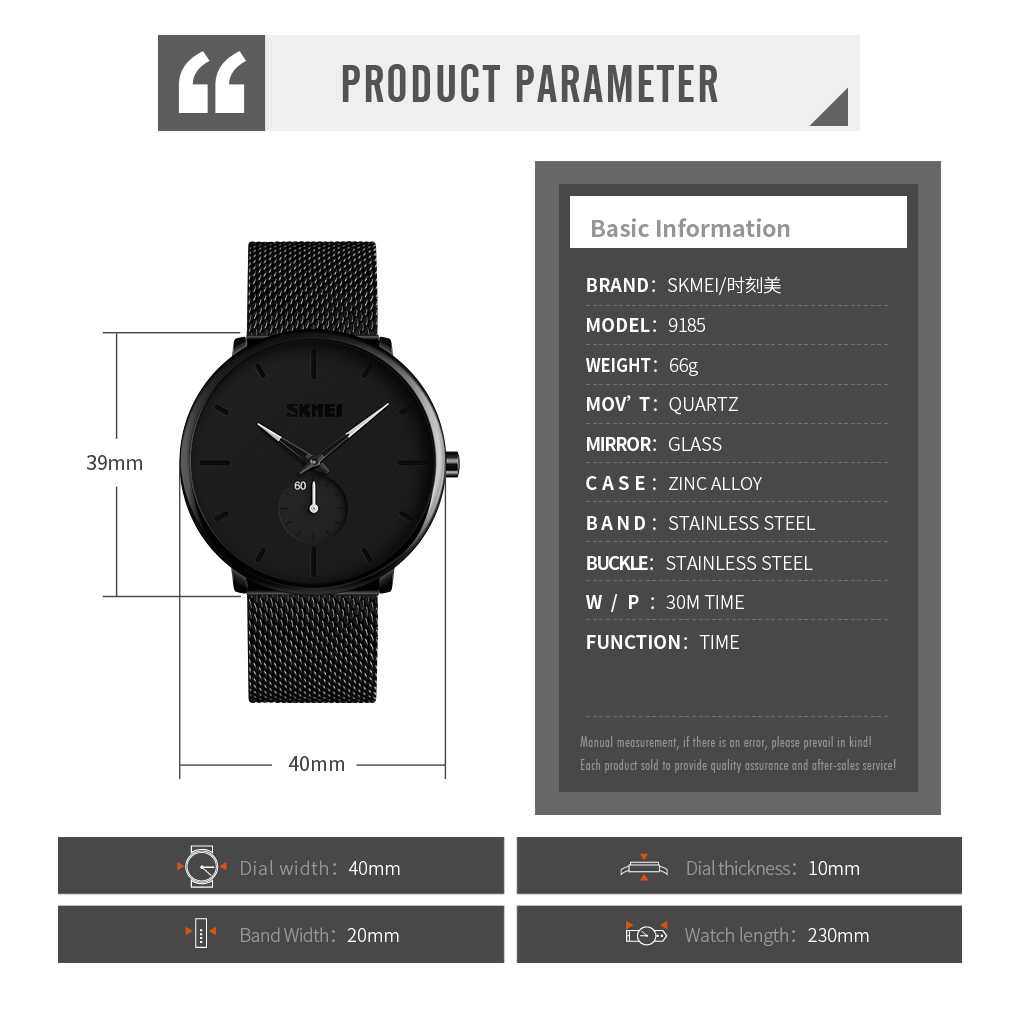 PRODUCT PARAMETER
Basic Information
BRAND: SKMEI/时刻美
MODEL: 9185
WEIGHT: 66g
MOV’T: QUARTZ
MIRROR: GLASS
CASE: ZINC ALLOY
BAND: STAINLESS STEEL
BUCKLE: STAINLESS STEEL
W/P: 30M TIME
FUNCTION: TIME
Manual measurement, if there is an error, please prevail in kind!
Each product sold to provide quality assurance and after-sales service!
SKMEI
60
39mm
40mm
Dial width: 40mm
Dial thickness: 10mm
Band Width: 20mm
Watch length: 230mm